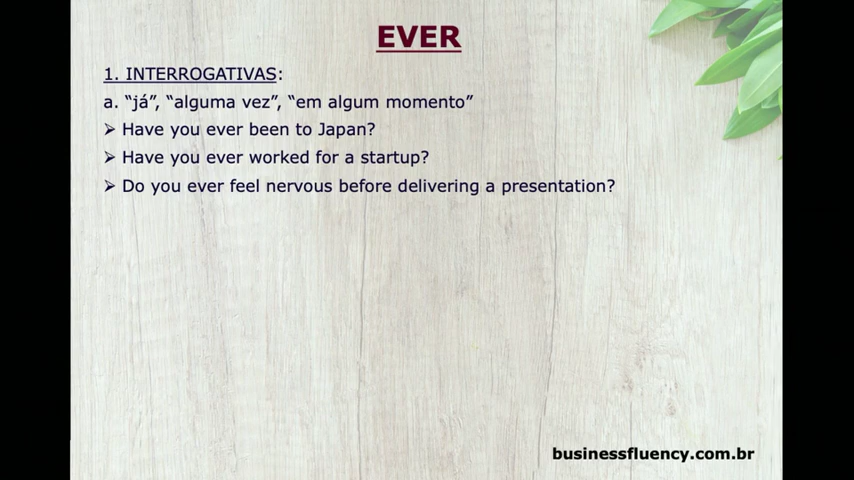 EVER
1. INTERROGATIVAS:
a. “já”, “alguma vez”, “em algum momento”
➢ Have you ever been to Japan?
➢ Have you ever worked for a startup?
➢ Do you ever feel nervous before delivering a presentation?
businessfluency.com.br